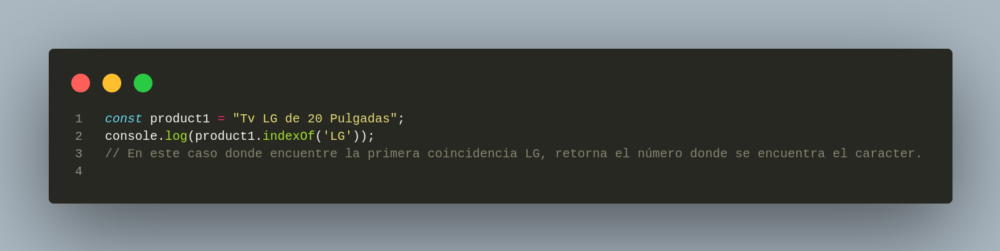 1 const product1 = "Tv LG de 20 Pulgadas";
2 console.log(product1.indexOf('LG'));
3 // En este caso donde encuentre la primera coincidencia LG, retorna el número donde se encuentra el caracter.
4